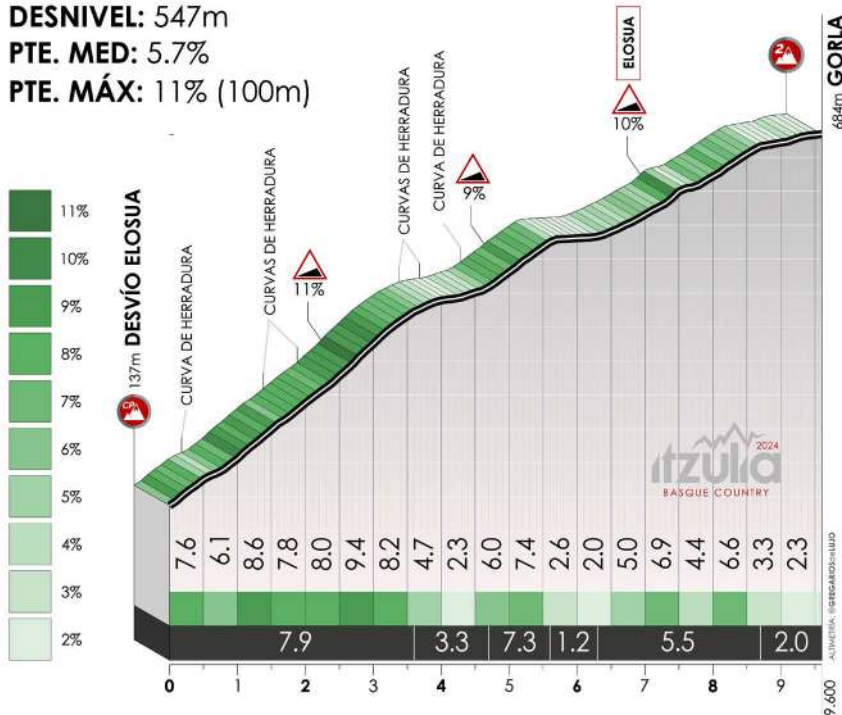 DESNIVEL: 547m
PTE. MED: 5.7%
PTE. MÁX: 11% (100m)
684m GORLA
2ª
ELOSUA
10%
CURVA DE HERRADURA
CURVAS DE HERRADURA
9%
CURVAS DE HERRADURA
11%
CURVA DE HERRADURA
137m DESVÍO ELOSUA
11%
10%
9%
8%
7%
6%
5%
4%
3%
2%
2024
itzulia
BASQUE COUNTRY
7.6 6.1 8.6 7.8 8.0 9.4 8.2 4.7 2.3 6.0 7.4 2.6 2.0 5.0 6.9 4.4 6.6 3.3 2.3
7.9 3.3 7.3 1.2 5.5 2.0
0 1 2 3 4 5 6 7 8 9 9.600
ALTIMETRÍA: ©GREGARIOSdeLUJO